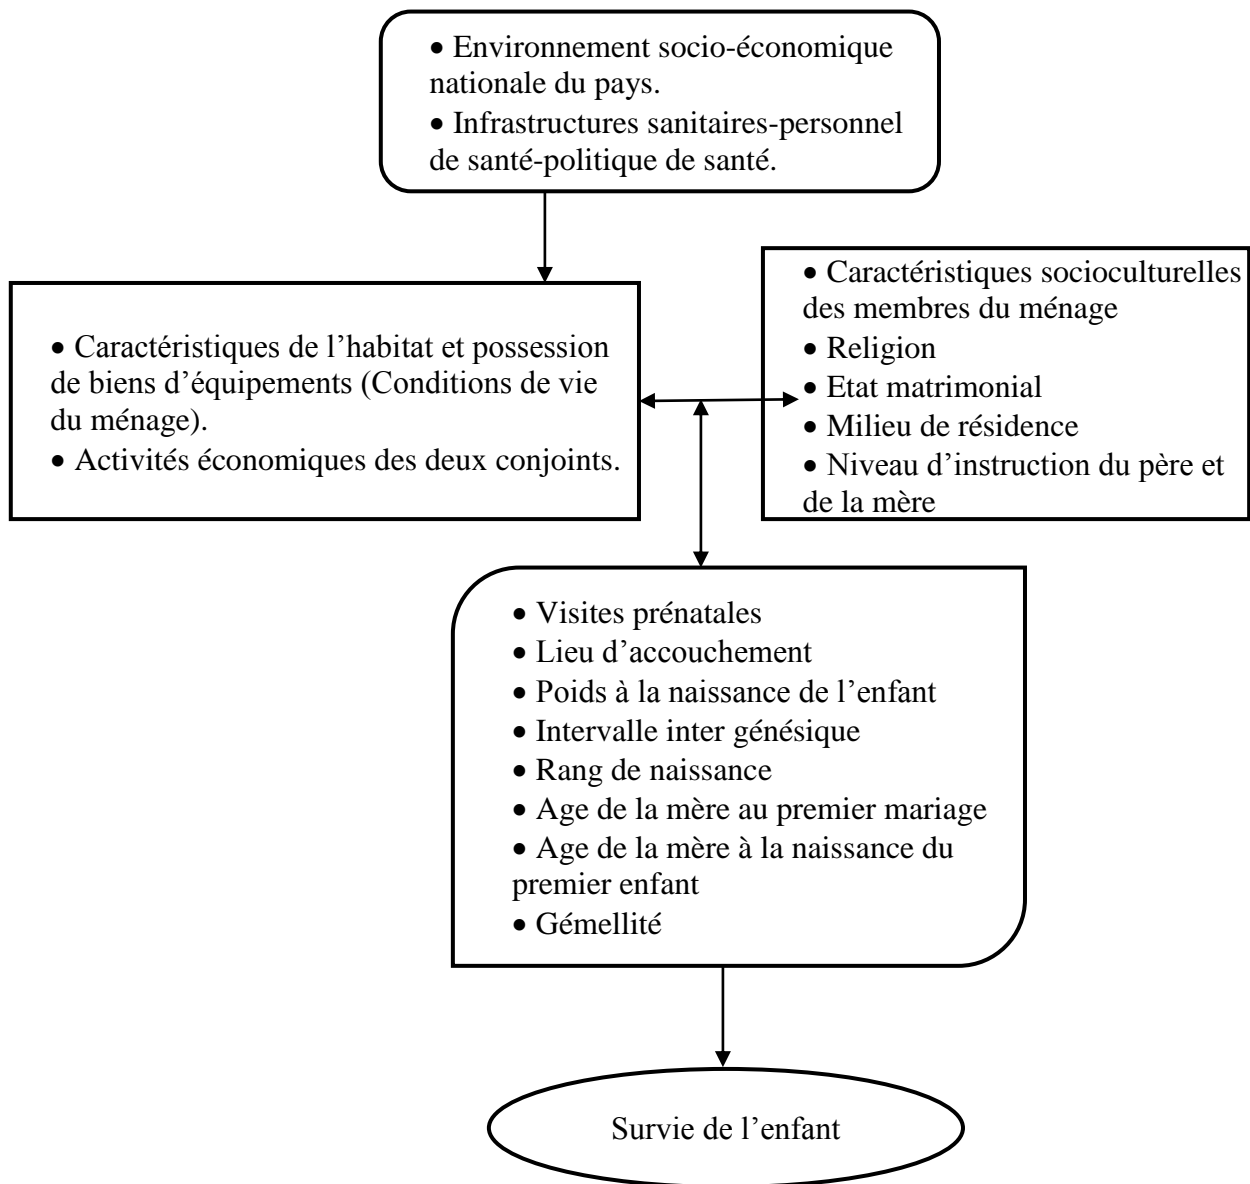 • Environnement socio-économique
nationale du pays.
• Infrastructures sanitaires-personnel
de santé-politique de santé.
• Caractéristiques de l’habitat et possession
de biens d’équipements (Conditions de vie
du ménage).
• Activités économiques des deux conjoints.
• Caractéristiques socioculturelles
des membres du ménage
• Religion
• Etat matrimonial
• Milieu de résidence
• Niveau d’instruction du père et
de la mère
• Visites prénatales
• Lieu d’accouchement
• Poids à la naissance de l’enfant
• Intervalle inter génésique
• Rang de naissance
• Age de la mère au premier mariage
• Age de la mère à la naissance du
premier enfant
• Gémellité
Survie de l’enfant